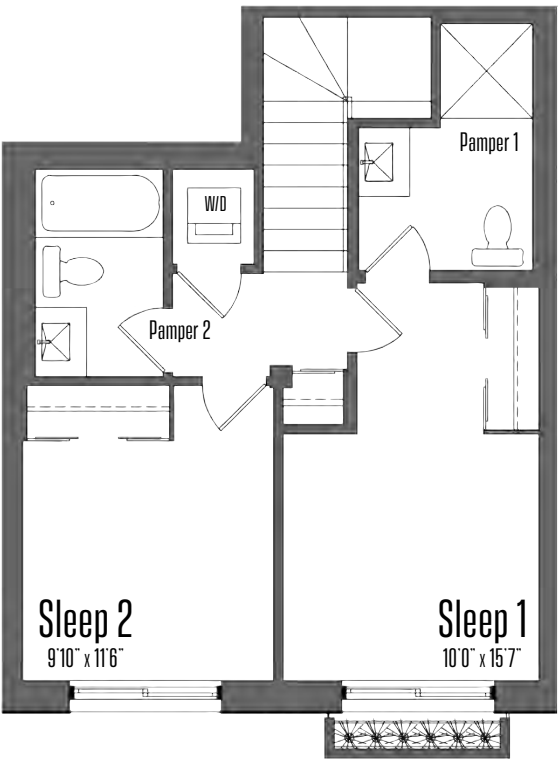 Pamper 1
W/D
Pamper 2
Sleep 2
9'10" x 11'6"
Sleep 1
10'0" x 15'7"